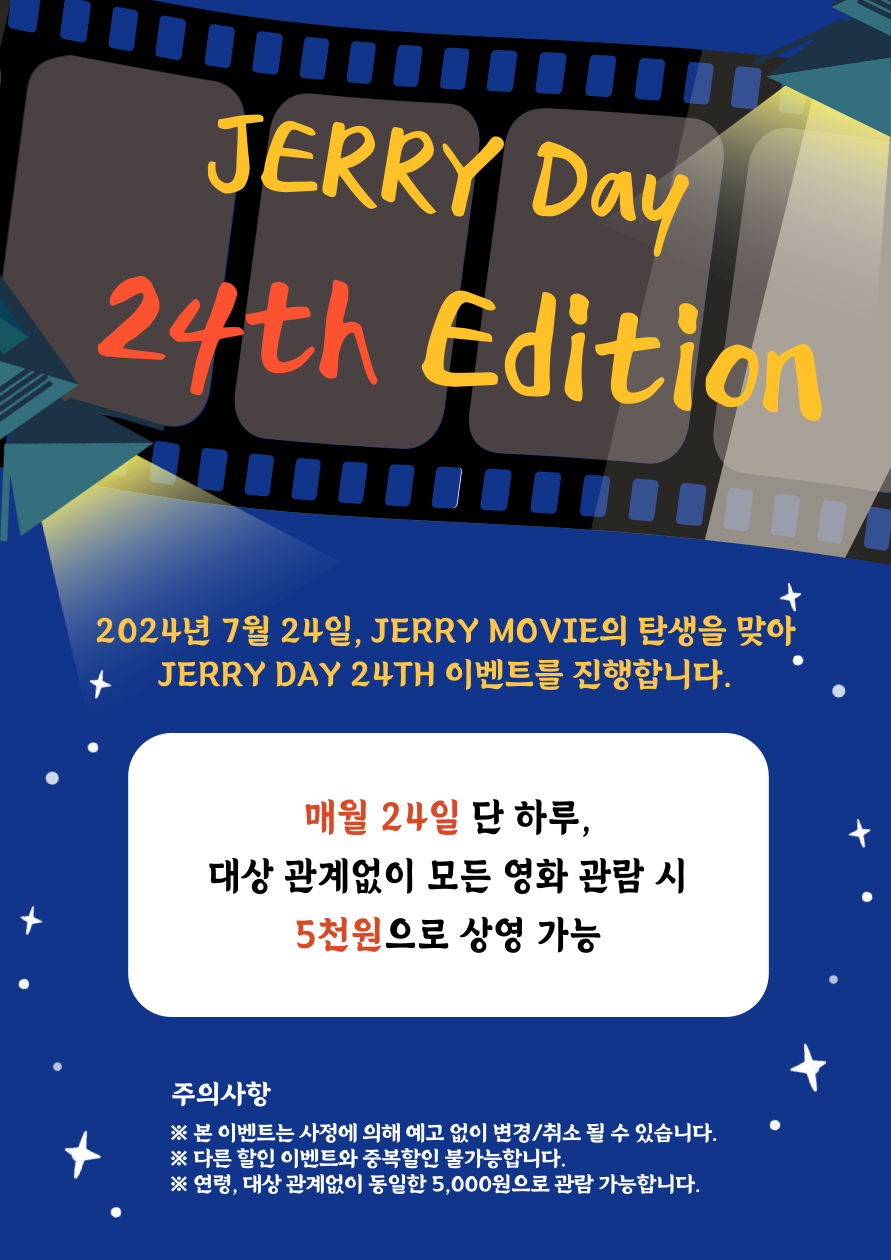 JERRY Day
24th Edition
2024년 7월 24일, JERRY MOVIE의 탄생을 맞아
JERRY DAY 24TH 이벤트를 진행합니다.
매월 24일 단 하루,
대상 관계없이 모든 영화 관람 시
5천원으로 상영 가능
주의사항
※ 본 이벤트는 사정에 의해 예고 없이 변경/취소 될 수 있습니다.
※ 다른 할인 이벤트와 중복할인 불가능합니다.
※ 연령, 대상 관계없이 동일한 5,000원으로 관람 가능합니다.